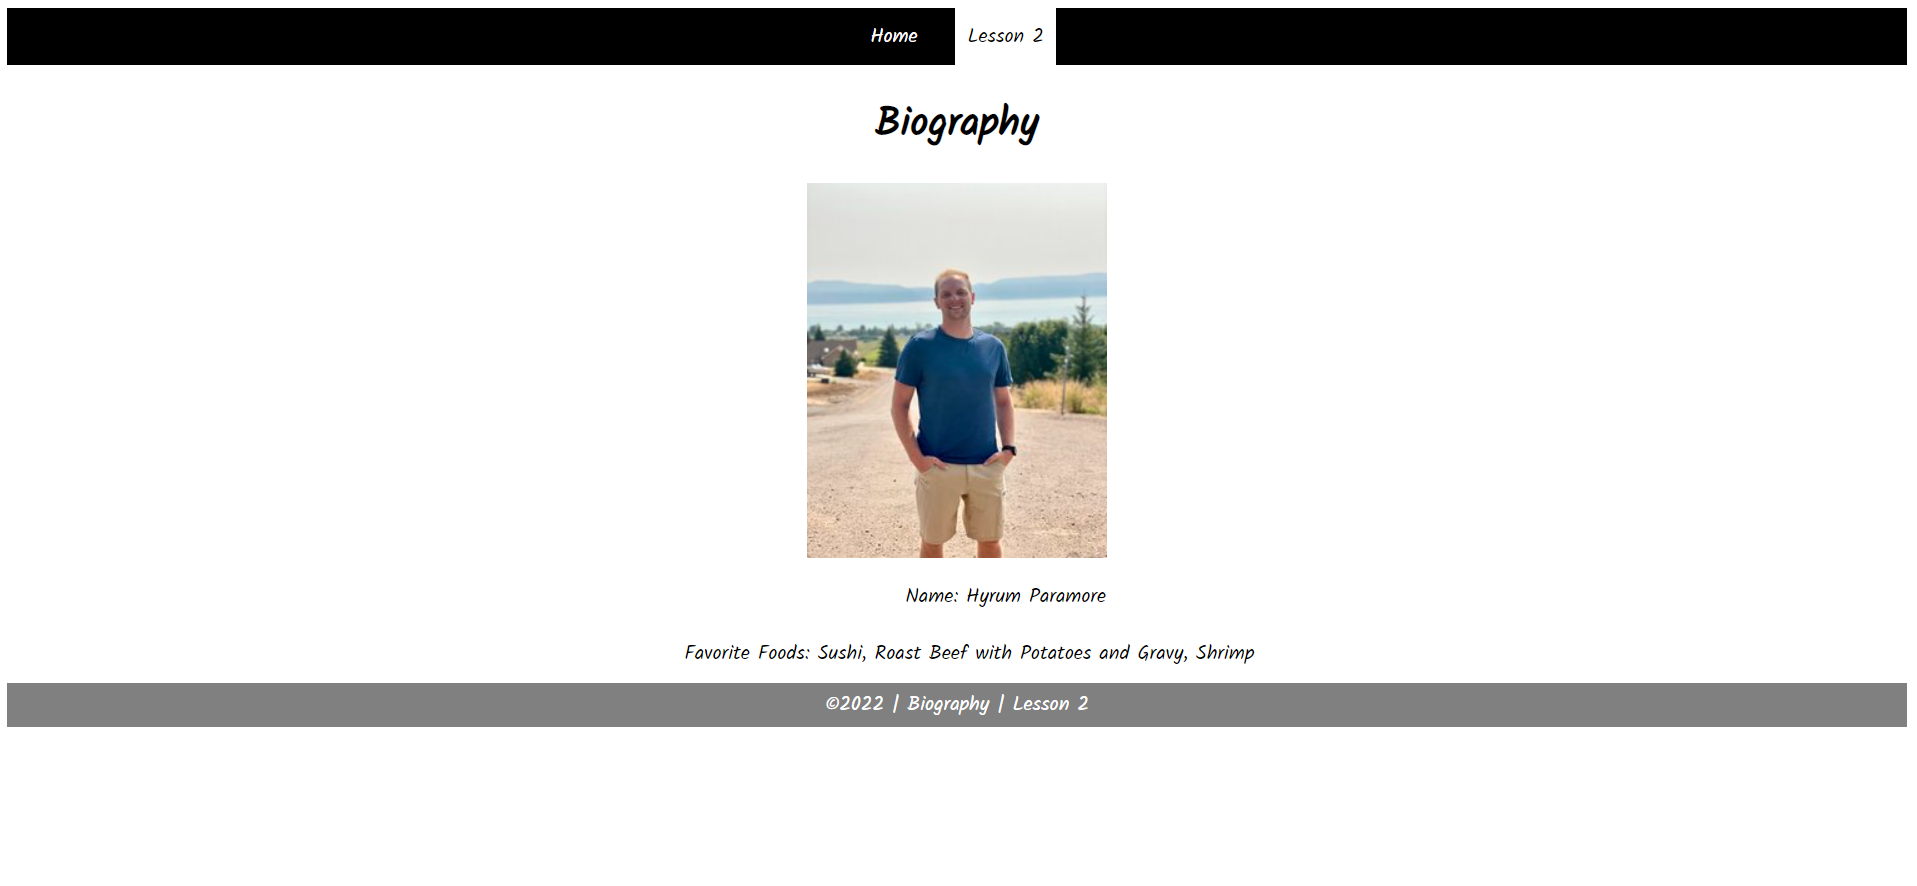 Home Lesson 2
Biography
Name: Hyrum Paramore
Favorite Foods: Sushi, Roast Beef with Potatoes and Gravy, Shrimp
©2022 | Biography | Lesson 2